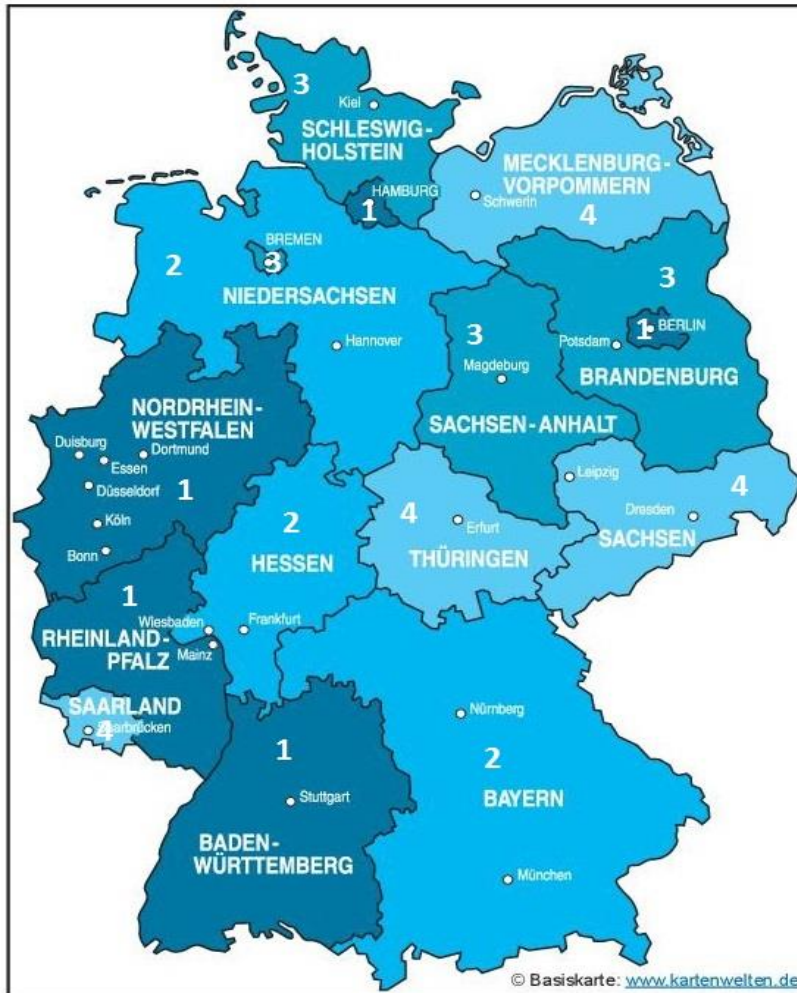 3
Kiel
SCHLESWIG-
HOLSTEIN
HAMBURG
1
MECKLENBURG-
VORPOMMERN
Schwerin
4
BREMEN
3
2
NIEDERSACHSEN
Hannover
3
1
BERLIN
Potsdam
BRANDENBURG
3
Magdeburg
SACHSEN-ANHALT
NORDRHEIN-
WESTFALEN
Duisburg
Dortmund
Essen
Düsseldorf
1
Köln
Bonn
2
HESSEN
4
Erfurt
THÜRINGEN
Leipzig
4
Dresden
SACHSEN
1
Wiesbaden
Frankfurt
RHEINLAND-
PFALZ
Mainz
SAARLAND
4
Saarbrücken
Nürnberg
2
BAYERN
1
Stuttgart
BADEN-
WÜRTTEMBERG
München
© Basiskarte: www.kartenwelten.de